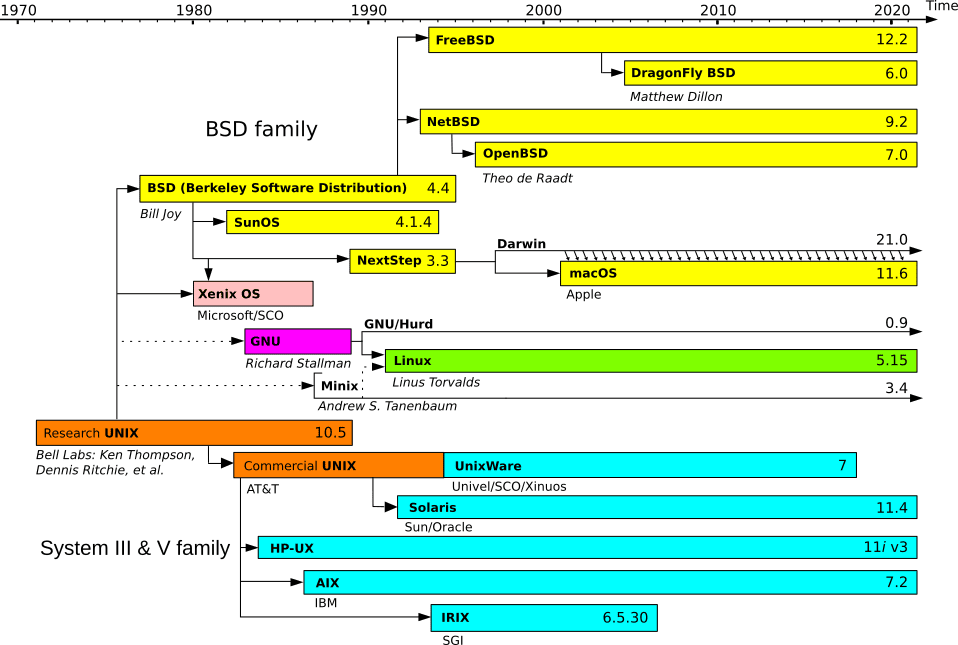 1970 1980 1990 2000 2010 2020 Time
FreeBSD 12.2
DragonFly BSD 6.0
Matthew Dillon
BSD family
NetBSD 9.2
OpenBSD 7.0
Theo de Raadt
BSD (Berkeley Software Distribution) 4.4
Bill Joy
SunOS 4.1.4
Darwin 21.0
NextStep 3.3
macOS 11.6
Apple
Xenix OS
Microsoft/SCO
GNU/Hurd 0.9
GNU
Richard Stallman
Linux 5.15
Linus Torvalds
Minix 3.4
Andrew S. Tanenbaum
Research UNIX 10.5
Bell Labs: Ken Thompson,
Dennis Ritchie, et al.
Commercial UNIX
AT&T
UnixWare 7
Univel/SCO/Xinuos
Solaris 11.4
Sun/Oracle
System III & V family
HP-UX 11i v3
AIX 7.2
IBM
IRIX 6.5.30
SGI